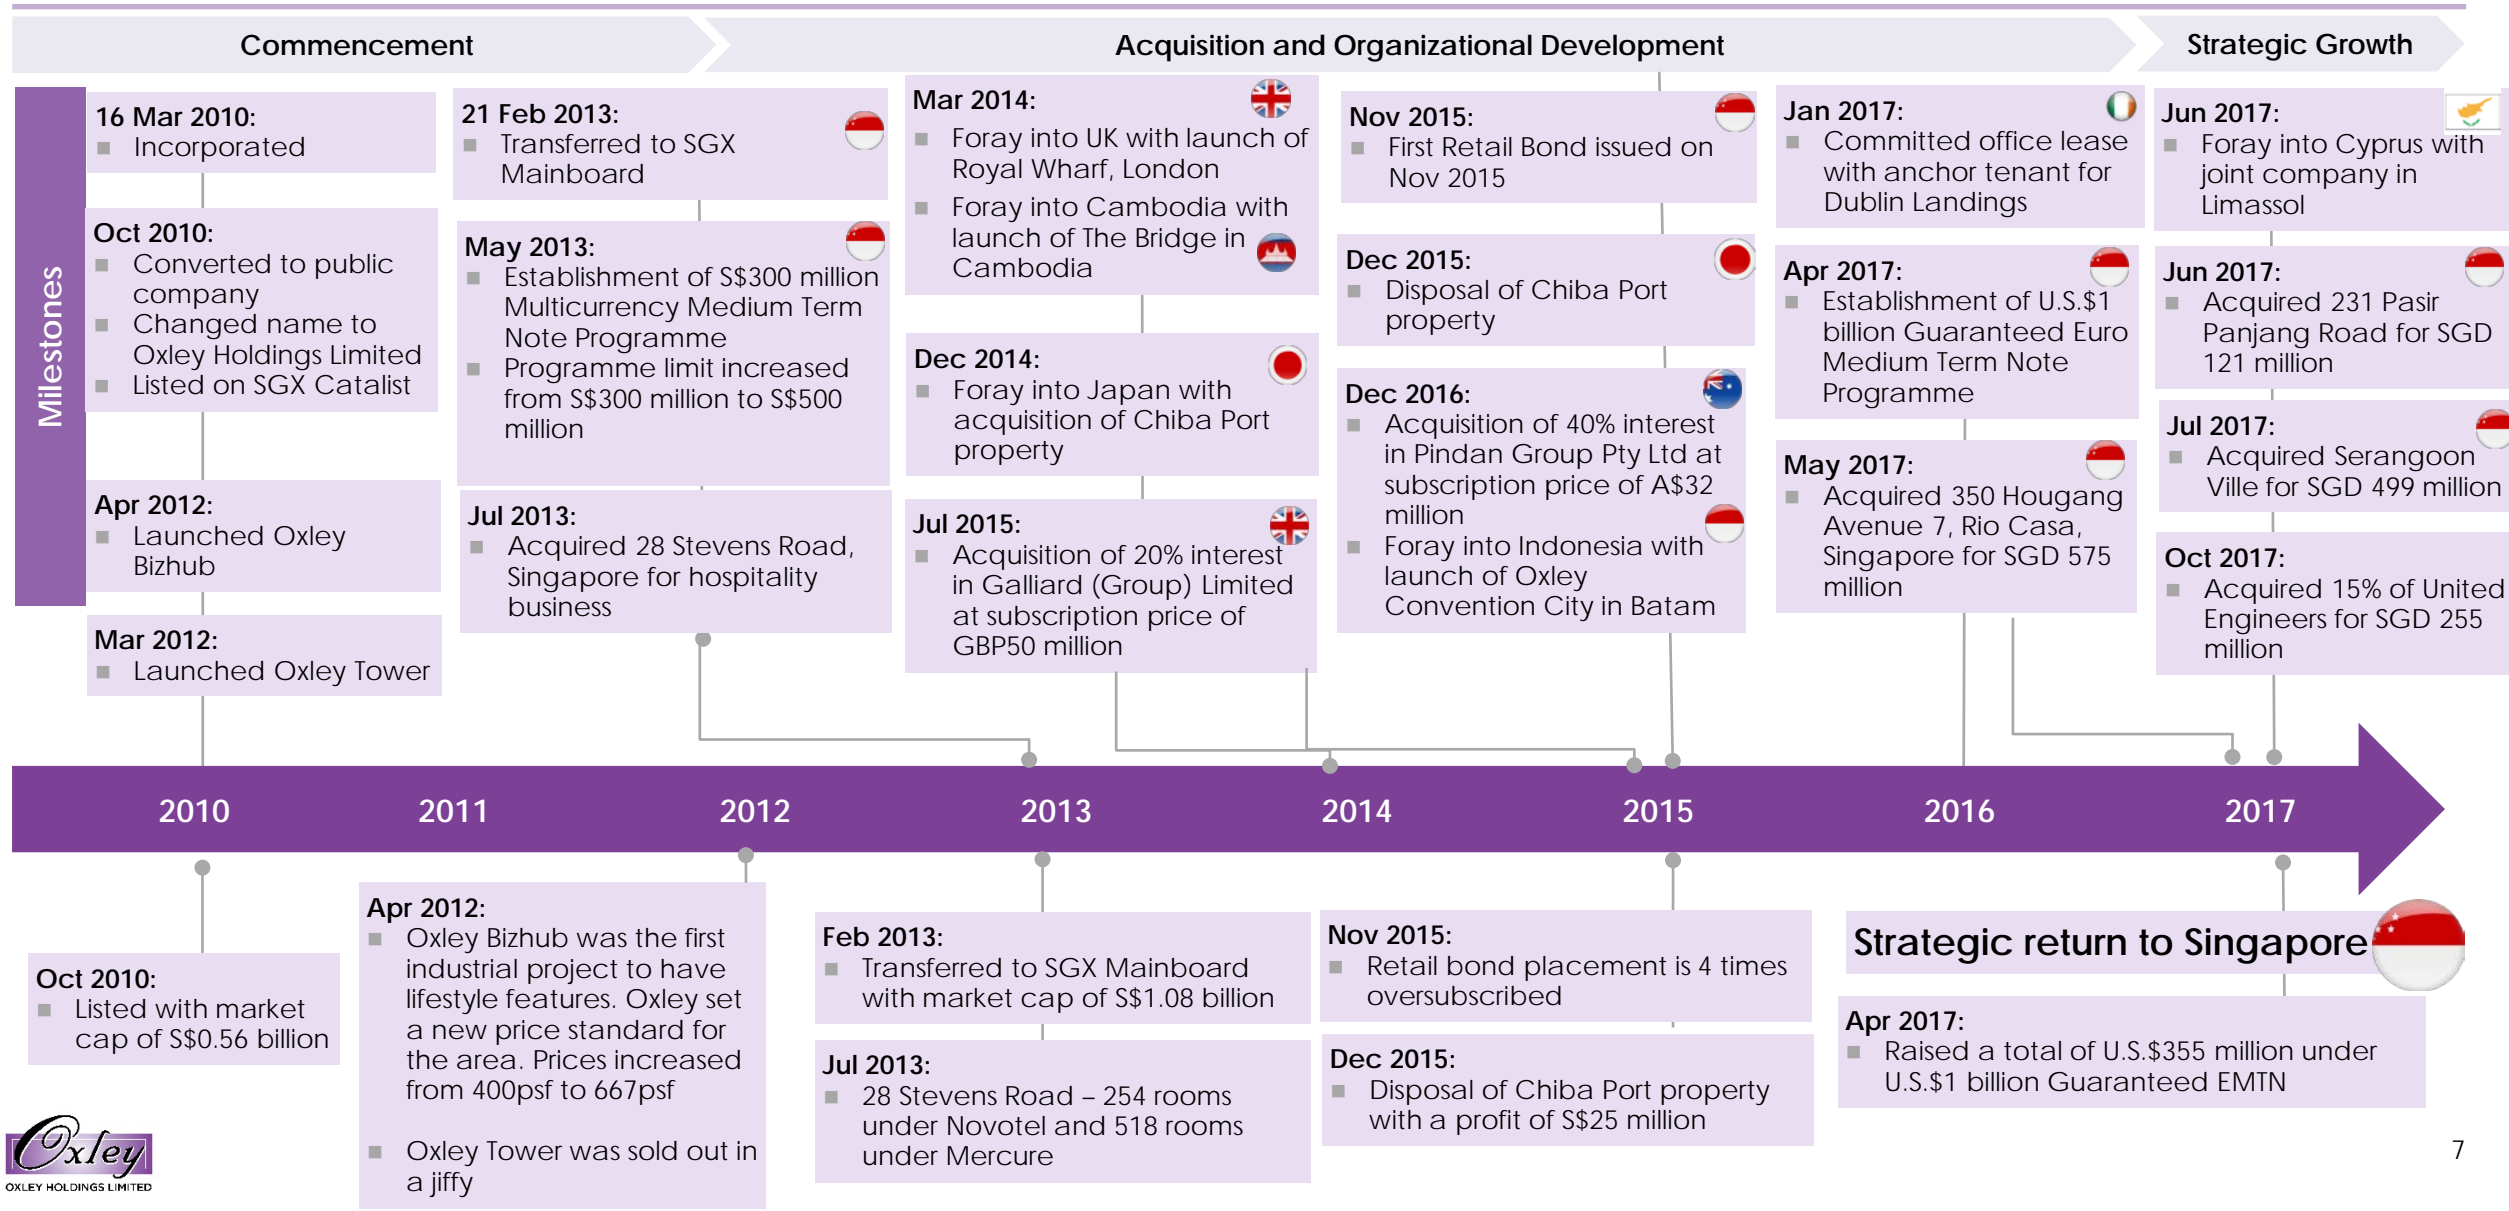 Commencement
Acquisition and Organizational Development
Strategic Growth
Milestones
16 Mar 2010:
Incorporated
Oct 2010:
Converted to public
company
Changed name to
Oxley Holdings Limited
Listed on SGX Catalist
Apr 2012:
Launched Oxley
Bizhub
Mar 2012:
Launched Oxley Tower
21 Feb 2013:
Transferred to SGX
Mainboard
May 2013:
Establishment of S$300 million
Multicurrency Medium Term
Note Programme
Programme limit increased
from S$300 million to S$500
million
Jul 2013:
Acquired 28 Stevens Road,
Singapore for hospitality
business
Mar 2014:
Foray into UK with launch of
Royal Wharf, London
Foray into Cambodia with
launch of The Bridge in
Cambodia
Dec 2014:
Foray into Japan with
acquisition of Chiba Port
property
Jul 2015:
Acquisition of 20% interest
in Galliard (Group) Limited
at subscription price of
GBP50 million
Nov 2015:
First Retail Bond issued on
Nov 2015
Dec 2015:
Disposal of Chiba Port
property
Dec 2016:
Acquisition of 40% interest
in Pindan Group Pty Ltd at
subscription price of A$32
million
Foray into Indonesia with
launch of Oxley
Convention City in Batam
Jan 2017:
Committed office lease
with anchor tenant for
Dublin Landings
Apr 2017:
Establishment of U.S.$1
billion Guaranteed Euro
Medium Term Note
Programme
May 2017:
Acquired 350 Hougang
Avenue 7, Rio Casa,
Singapore for SGD 575
million
Jun 2017:
Foray into Cyprus with
joint company in
Limassol
Jun 2017:
Acquired 231 Pasir
Panjang Road for SGD
121 million
Jul 2017:
Acquired Serangoon
Ville for SGD 499 million
Oct 2017:
Acquired 15% of United
Engineers for SGD 255
million
2010
2011
2012
2013
2014
2015
2016
2017
Oct 2010:
Listed with market
cap of S$0.56 billion
Apr 2012:
Oxley Bizhub was the first
industrial project to have
lifestyle features. Oxley set
a new price standard for
the area. Prices increased
from 400psf to 667psf
Oxley Tower was sold out in
a jiffy
Feb 2013:
Transferred to SGX Mainboard
with market cap of S$1.08 billion
Jul 2013:
28 Stevens Road – 254 rooms
under Novotel and 518 rooms
under Mercure
Nov 2015:
Retail bond placement is 4 times
oversubscribed
Dec 2015:
Disposal of Chiba Port property
with a profit of S$25 million
Strategic return to Singapore
Apr 2017:
Raised a total of U.S.$355 million under
U.S.$1 billion Guaranteed EMTN
Oxley
OXLEY HOLDINGS LIMITED
7